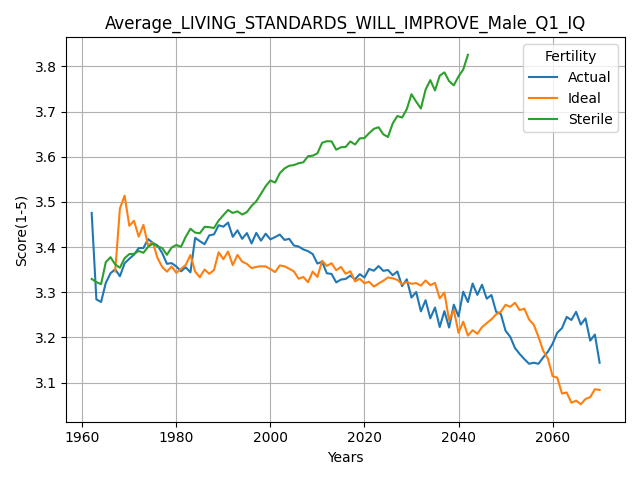 Average_LIVING_STANDARDS_WILL_IMPROVE_Male_Q1_IQ
Score(1-5)
3.8
3.7
3.6
3.5
3.4
3.3
3.2
3.1
Fertility
Actual
Ideal
Sterile
1960 1980 2000 2020 2040 2060
Years